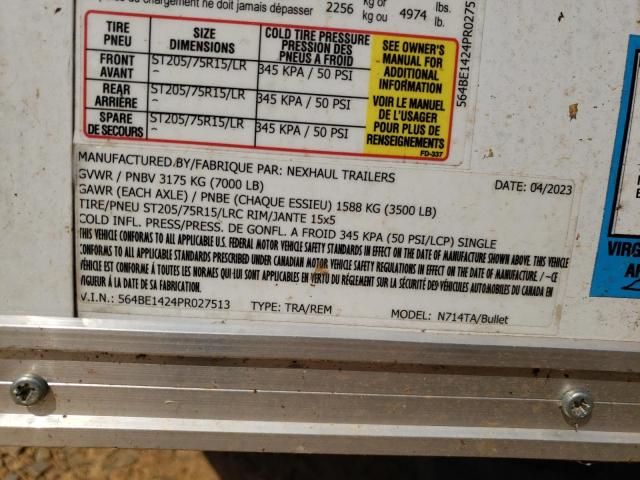 du chargement ne doit jamais dépasser 2256 kg or kg ou 4974 lbs. lb.
TIRE PNEU SIZE DIMENSIONS COLD TIRE PRESSURE PRESSION DES PNEUS A FROID
FRONT AVANT ST205/75R15/LR ~ 345 KPA / 50 PSI
REAR ARRIÈRE ST205/75R15/LR ~ 345 KPA / 50 PSI
SPARE DE SECOURS ST205/75R15/LR ~ 345 KPA / 50 PSI
SEE OWNER'S
MANUAL FOR
ADDITIONAL
INFORMATION
VOIR LE MANUEL
DE L'USAGER
POUR PLUS DE
RENSEIGNEMENTS
FD-337
564BE1424PR02751
MANUFACTURED BY/FABRIQUE PAR: NEXHAUL TRAILERS
DATE: 04/2023
GVWR / PNBV 3175 KG (7000 LB)
GAWR (EACH AXLE) / PNBE (CHAQUE ESSIEU) 1588 KG (3500 LB)
TIRE/PNEU ST205/75R15/LRC RIM/JANTE 15x5
COLD INFL. PRESS/PRESS. DE GONFL. A FROID 345 KPA (50 PSI/LCP) SINGLE
THIS VEHICLE CONFORMS TO ALL APPLICABLE U.S. FEDERAL MOTOR VEHICLE SAFETY STANDARDS IN EFFECT ON THE DATE OF MANUFACTURE SHOWN ABOVE. THIS VEHICLE
CONFORMS TO ALL APPLICABLE STANDARDS PRESCRIBED UNDER CANADIAN MOTOR VEHICLE SAFETY REGULATIONS IN EFFECT ON THE DATE OF MANUFACTURE / ~CE
VÉHICULE EST CONFORME À TOUTES LES NORMES QUI LUI SONT APPLICABLES EN VERTU DU RÈGLEMENT SUR LA SÉCURITÉ DES VÉHICULES AUTOMOBILES DU CANADA EN
VIGUEUR À LA DATE DE SA FABRICATION.
V.I.N.: 564BE1424PR027513 TYPE: TRA/REM MODEL: N714TA/Bullet
VIRG